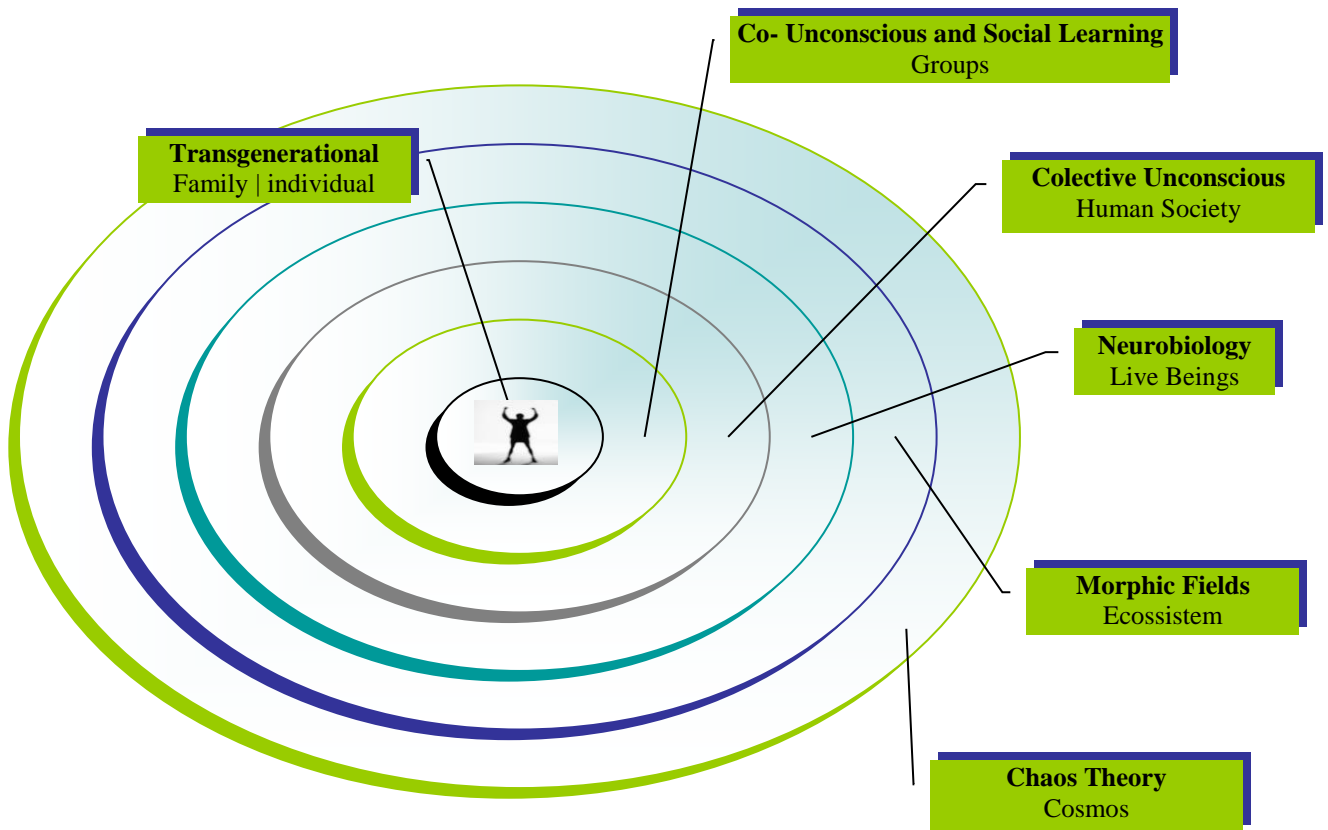 Co- Unconscious and Social Learning
Groups
Transgenerational
Family | individual
Colective Unconscious
Human Society
Neurobiology
Live Beings
Morphic Fields
Ecossistem
Chaos Theory
Cosmos